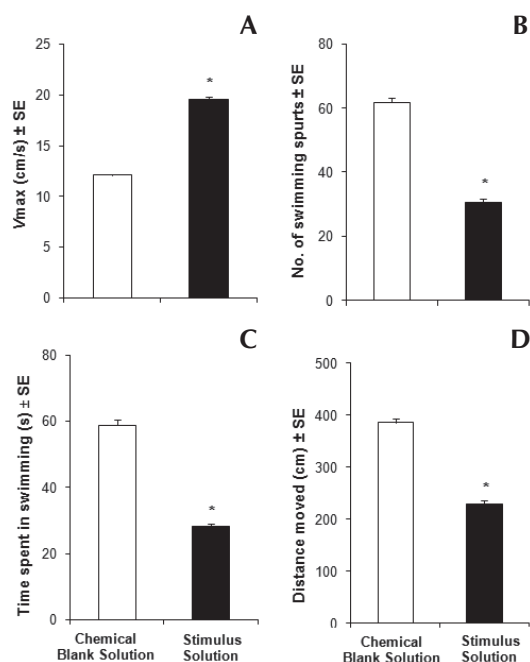 A
25
20
15
10
5
0
Vmax (cm/s) ± SE
*
B
80
60
40
20
0
No. of swimming spurts ± SE
*
C
80
60
40
20
0
Time spent in swimming (s) ± SE
*
Chemical
Blank Solution
Stimulus
Solution
D
500
400
300
200
100
0
Distance moved (cm) ± SE
*
Chemical
Blank Solution
Stimulus
Solution